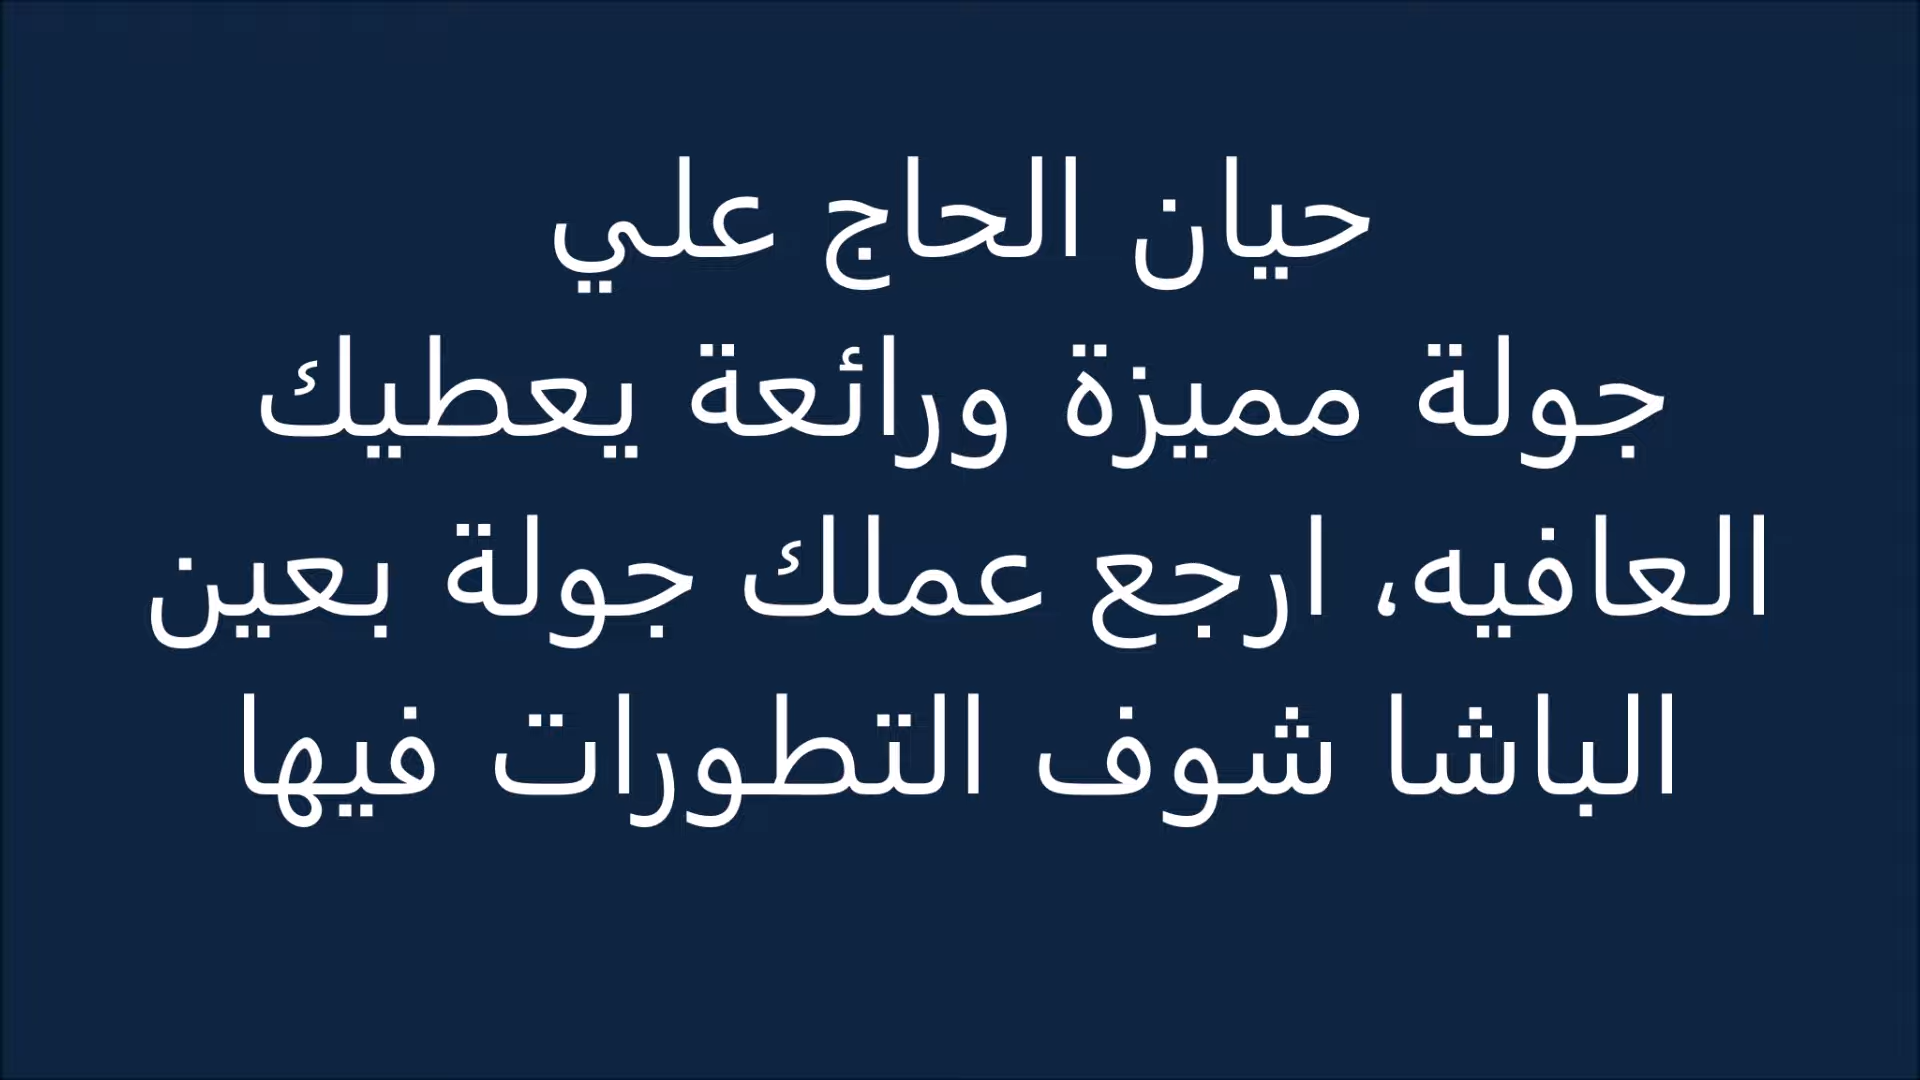 حيان الحاج علي
جولة مميزة ورائعة يعطيك
العافيه، ارجع عملك جولة بعين
الباشا شوف التطورات فيها